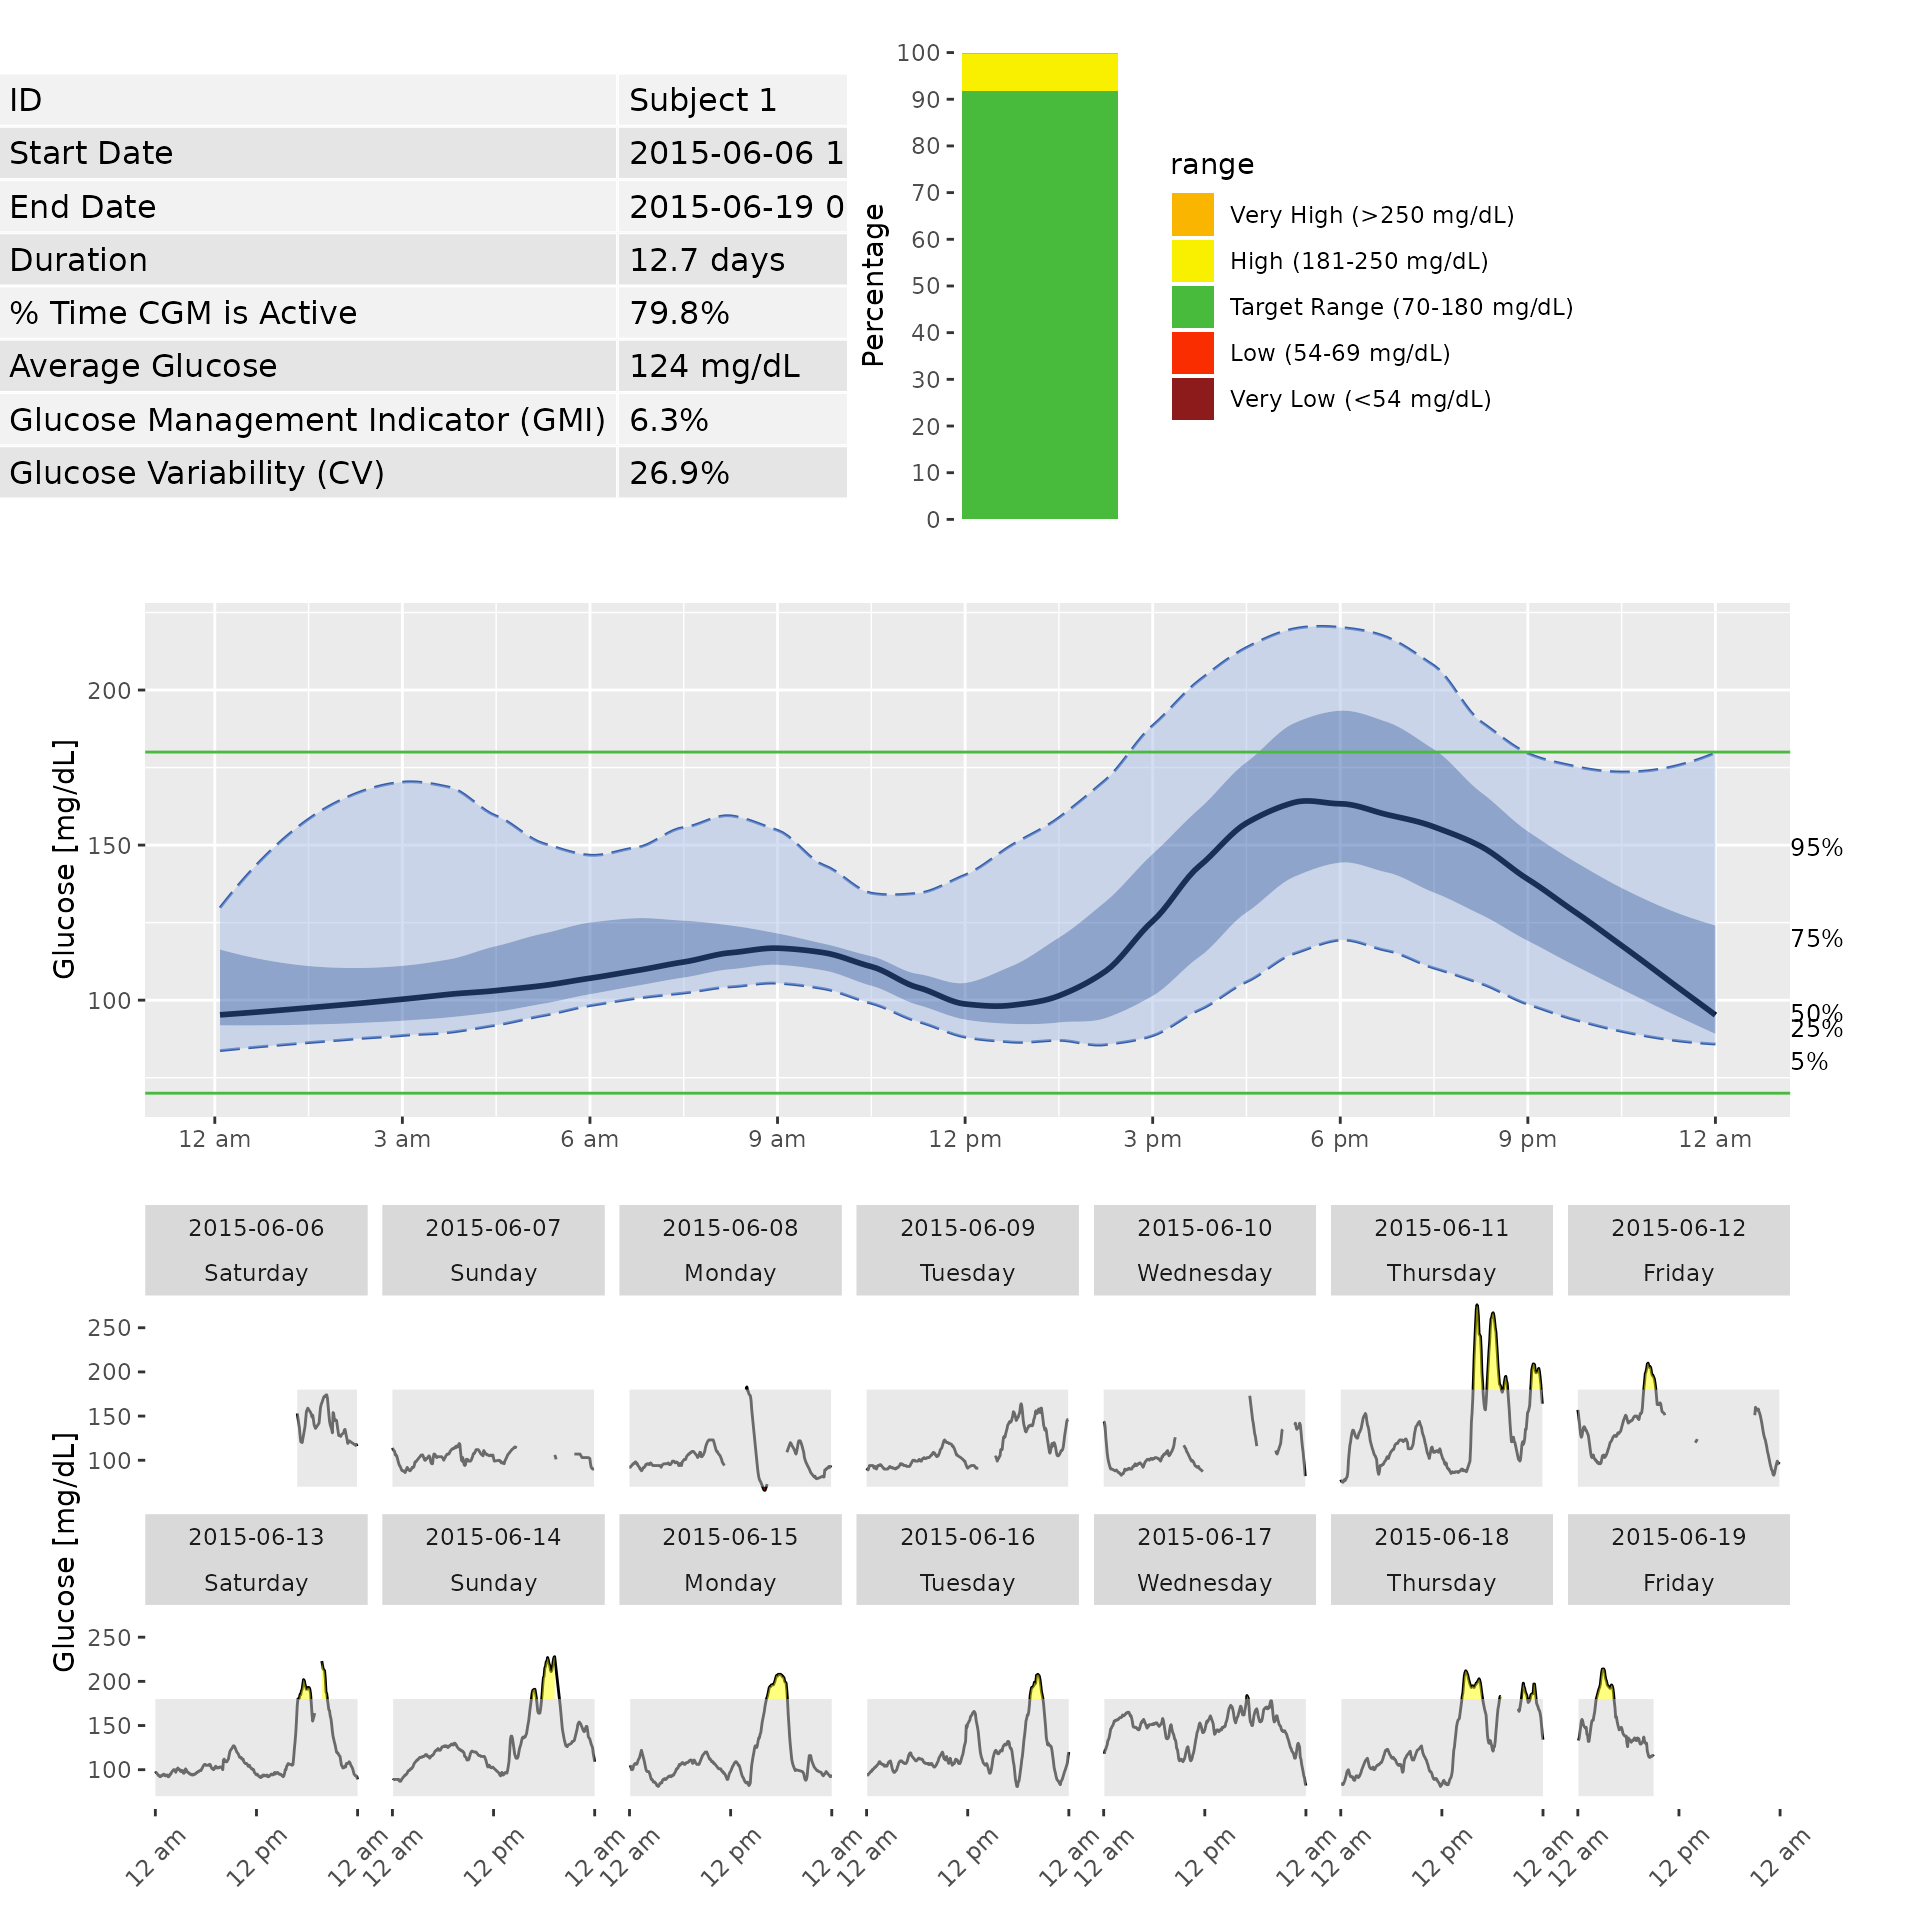 ID Subject 1
Start Date 2015-06-06 1
End Date 2015-06-19 0
Duration 12.7 days
% Time CGM is Active 79.8%
Average Glucose 124 mg/dL
Glucose Management Indicator (GMI) 6.3%
Glucose Variability (CV) 26.9%
Percentage
100
90
80
70
60
50
40
30
20
10
0
range
Very High (>250 mg/dL)
High (181-250 mg/dL)
Target Range (70-180 mg/dL)
Low (54-69 mg/dL)
Very Low (<54 mg/dL)
Glucose [mg/dL]
200
150
100
95%
75%
50%
25%
5%
12 am 3 am 6 am 9 am 12 pm 3 pm 6 pm 9 pm 12 am
2015-06-06 2015-06-07 2015-06-08 2015-06-09 2015-06-10 2015-06-11 2015-06-12
Saturday Sunday Monday Tuesday Wednesday Thursday Friday
Glucose [mg/dL]
250
200
150
100
2015-06-13 2015-06-14 2015-06-15 2015-06-16 2015-06-17 2015-06-18 2015-06-19
Saturday Sunday Monday Tuesday Wednesday Thursday Friday
250
200
150
100
12 am 12 pm 12 am 12 am 12 pm 12 am 12 am 12 pm 12 am 12 am 12 pm 12 am 12 am 12 pm 12 am 12 am 12 pm 12 am 12 am 12 pm 12 am